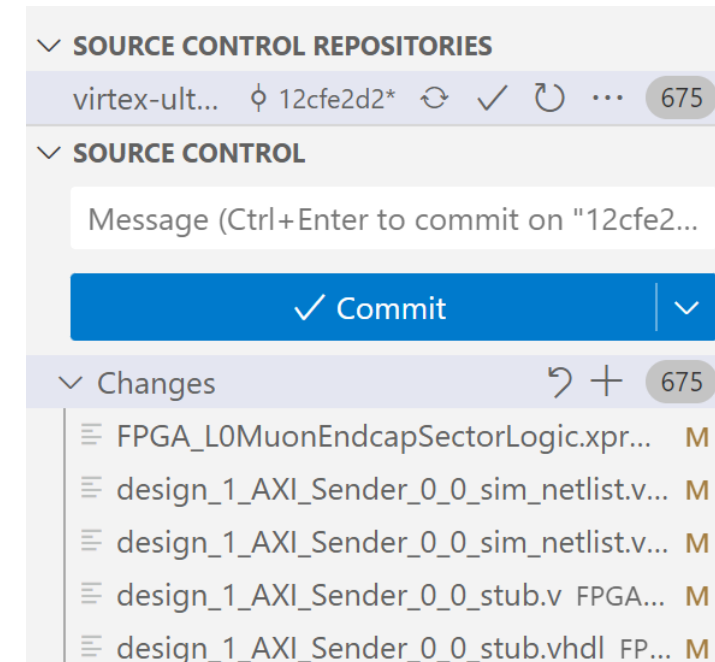 SOURCE CONTROL REPOSITORIES
virtex-ult... 12cfe2d2* ... 675
SOURCE CONTROL
Message (Ctrl+Enter to commit on "12cfe2...
Commit
Changes 675
FPGA_L0MuonEndcapSectorLogic.xpr... M
design_1_AXI_Sender_0_0_sim_netlist.v... M
design_1_AXI_Sender_0_0_sim_netlist.v... M
design_1_AXI_Sender_0_0_stub.v FPGA... M
design_1_AXI_Sender_0_0_stub.vhdl FP... M